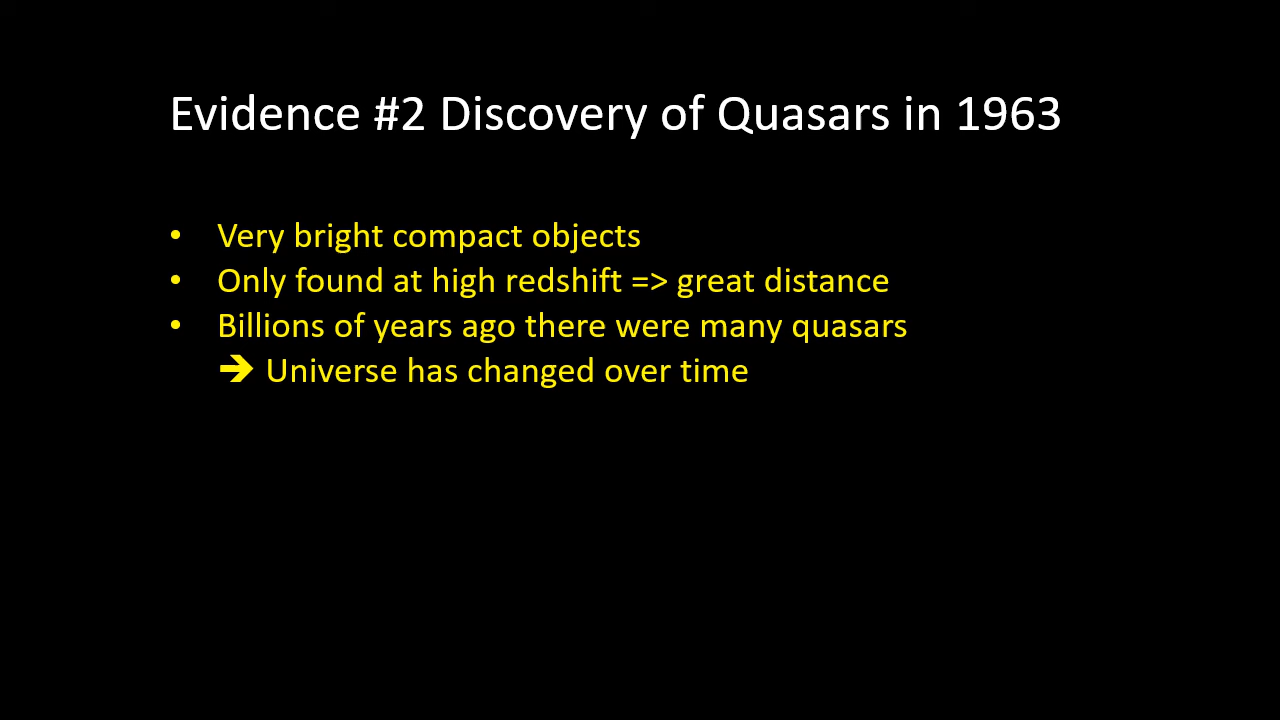 Evidence #2 Discovery of Quasars in 1963
• Very bright compact objects
• Only found at high redshift => great distance
• Billions of years ago there were many quasars
➔ Universe has changed over time